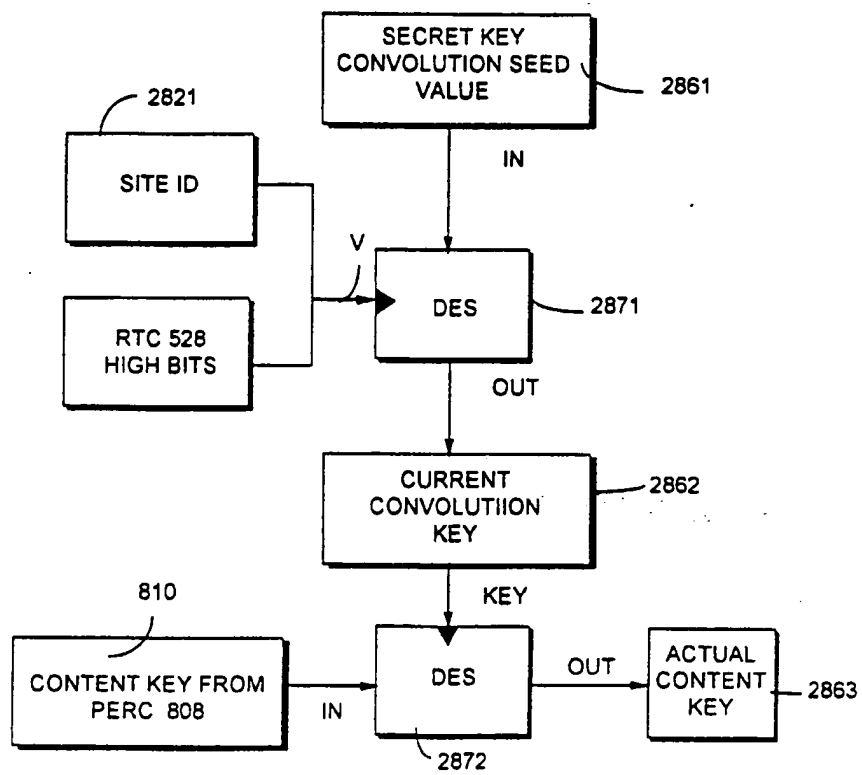 SECRET KEY
CONVOLUTION SEED
VALUE
2861
2821
IN
SITE ID
V
DES
2871
RTC 528
HIGH BITS
OUT
CURRENT
CONVOLUTIION
KEY
2862
810
KEY
CONTENT KEY FROM
PERC 808
IN
DES
OUT
ACTUAL
CONTENT
KEY
2863
2872